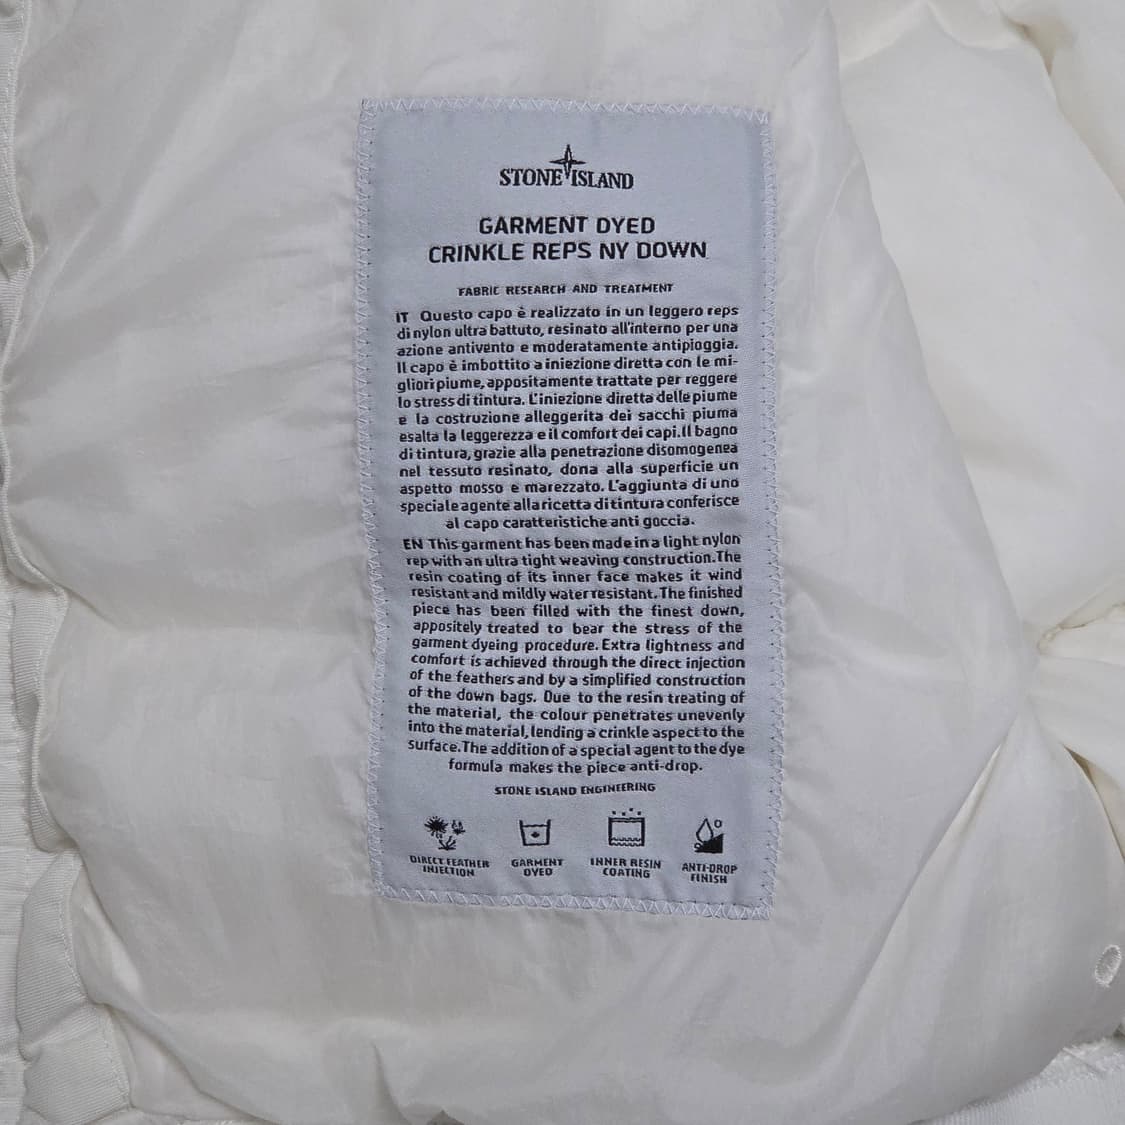 STONE ISLAND
GARMENT DYED
CRINKLE REPS NY DOWN
FABRIC RESEARCH AND TREATMENT
IT Questo capo è realizzato in un leggero reps
di nylon ultra battuto, resinato all'interno per una
azione antivento e moderatamente antipioggia.
Il capo è imbottito a iniezione diretta con le mi-
gliori piume, appositamente trattate per reggere
lo stress di tintura. L'iniezione diretta delle piume
e la costruzione alleggerita dei sacchi piuma
esalta la leggerezza e il comfort dei capi. Il bagno
di tintura, grazie alla penetrazione disomogenea
nel tessuto resinato, dona alla superficie un
aspetto mosso e marezzato. L'aggiunta di uno
speciale agente alla ricetta di tintura conferisce
al capo caratteristiche anti goccia.
EN This garment has been made in a light nylon
rep with an ultra tight weaving construction. The
resin coating of its inner face makes it wind
resistant and mildly water resistant. The finished
piece has been filled with the finest down,
appositely treated to bear the stress of the
garment dyeing procedure. Extra lightness and
comfort is achieved through the direct injection
of the feathers and by a simplified construction
of the down bags. Due to the resin treating of
the material, the colour penetrates unevenly
into the material, lending a crinkle aspect to the
surface. The addition of a special agent to the dye
formula makes the piece anti-drop.
STONE ISLAND ENGINEERING
DIRECT FEATHER
INJECTION
GARMENT
DYED
INNER RESIN
COATING
ANTI-DROP
FINISH